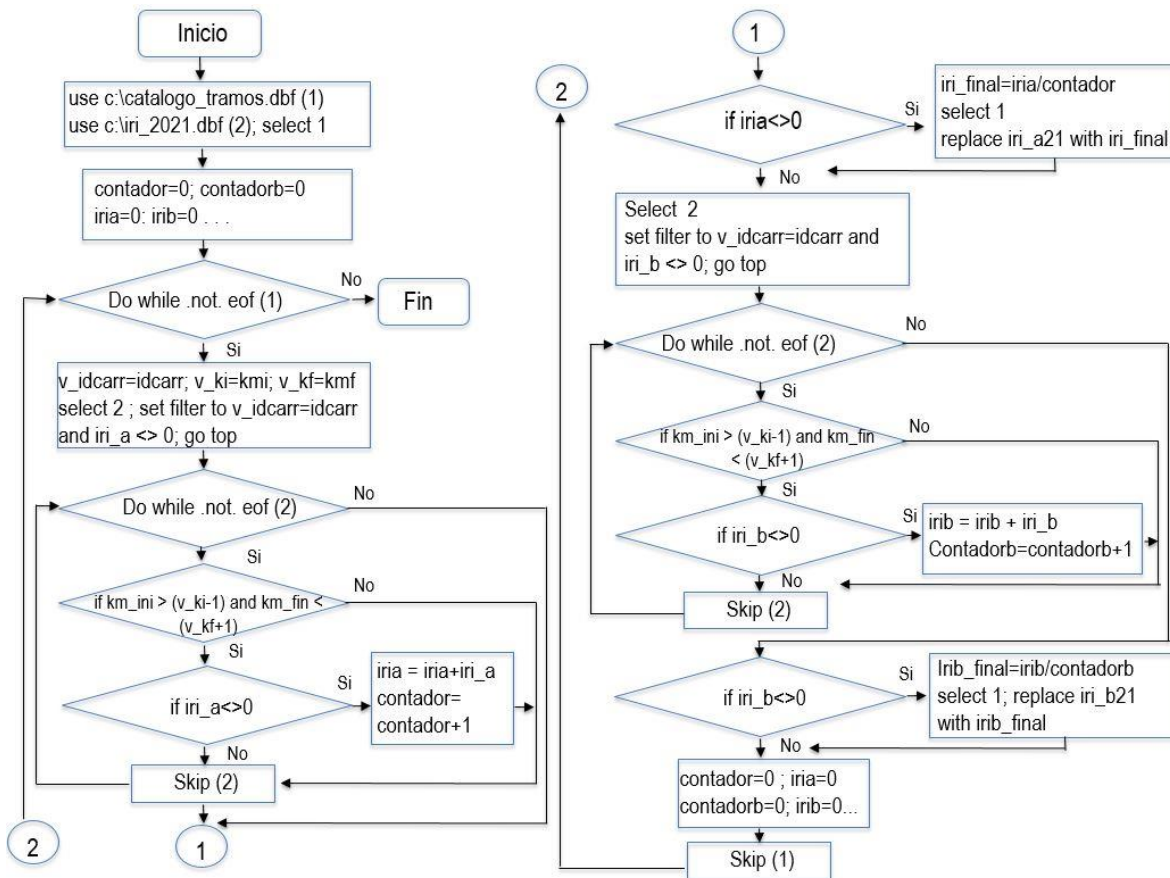 Inicio
use c:\catalogo_tramos.dbf (1)
use c:\iri_2021.dbf (2); select 1
contador=0; contadorb=0
iria=0: irib=0 . . .
Do while .not. eof (1)
No
Fin
Si
v_idcarr=idcarr; v_ki=kmi; v_kf=kmf
select 2 ; set filter to v_idcarr=idcarr
and iri_a <> 0; go top
Do while .not. eof (2)
No
Si
if km_ini > (v_ki-1) and km_fin <
(v_kf+1)
No
Si
if iri_a<>0
Si
iria = iria+iri_a
contador=
contador+1
No
Skip (2)
2
1
1
2
if iria<>0
Si
iri_final=iria/contador
select 1
replace iri_a21 with iri_final
No
Select 2
set filter to v_idcarr=idcarr and
iri_b <> 0; go top
Do while .not. eof (2)
No
Si
if km_ini > (v_ki-1) and km_fin
< (v_kf+1)
No
Si
if iri_b<>0
Si
irib = irib + iri_b
Contadorb=contadorb+1
No
Skip (2)
if iri_b<>0
Si
Irib_final=irib/contadorb
select 1; replace iri_b21
with irib_final
No
contador=0 ; iria=0
contadorb=0; irib=0...
Skip (1)